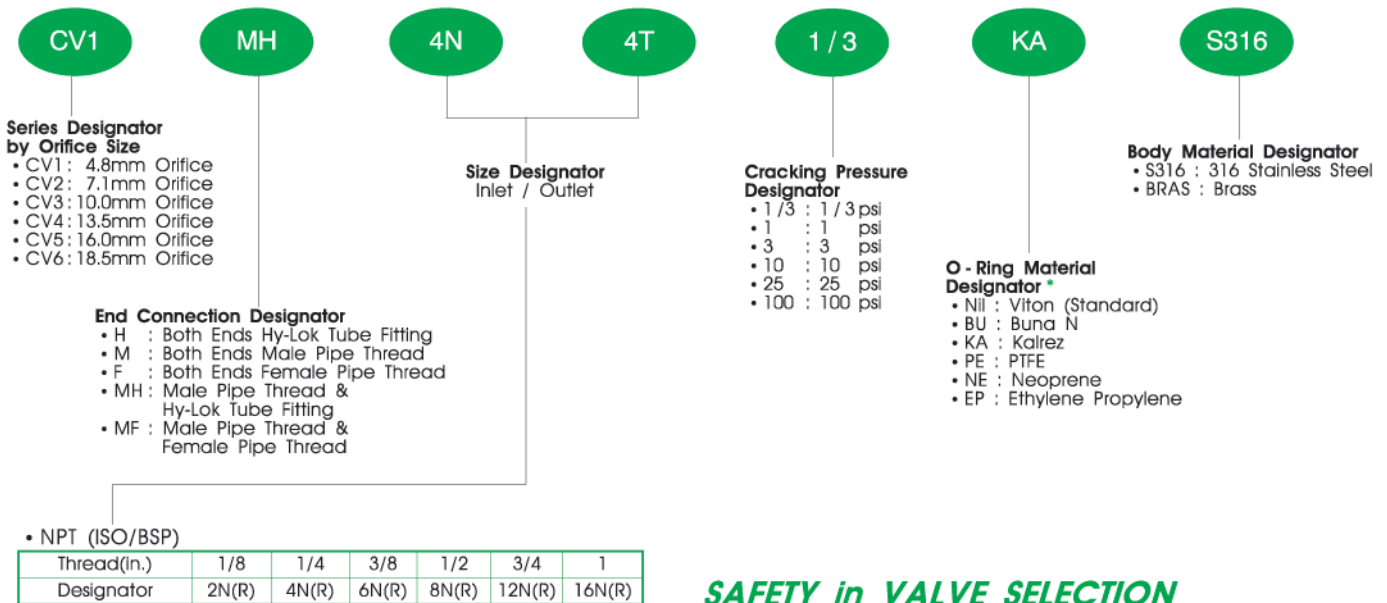 CV1 MH 4N 4T 1/3 KA S316
Series Designator
by Orifice Size
• CV1: 4.8mm Orifice
• CV2: 7.1mm Orifice
• CV3: 10.0mm Orifice
• CV4: 13.5mm Orifice
• CV5: 16.0mm Orifice
• CV6: 18.5mm Orifice
End Connection Designator
• H : Both Ends Hy-Lok Tube Fitting
• M : Both Ends Male Pipe Thread
• F : Both Ends Female Pipe Thread
• MH : Male Pipe Thread &
Hy-Lok Tube Fitting
• MF : Male Pipe Thread &
Female Pipe Thread
Size Designator
Inlet / Outlet
Cracking Pressure
Designator
• 1/3 : 1/3 psi
• 1 : 1 psi
• 3 : 3 psi
• 10 : 10 psi
• 25 : 25 psi
• 100 : 100 psi
O - Ring Material
Designator *
• Nil : Viton (Standard)
• BU : Buna N
• KA : Kalrez
• PE : PTFE
• NE : Neoprene
• EP : Ethylene Propylene
Body Material Designator
• S316 : 316 Stainless Steel
• BRAS : Brass
• NPT (ISO/BSP)
Thread(in.) 1/8 1/4 3/8 1/2 3/4 1
Designator 2N(R) 4N(R) 6N(R) 8N(R) 12N(R) 16N(R)
SAFETY in VALVE SELECTION